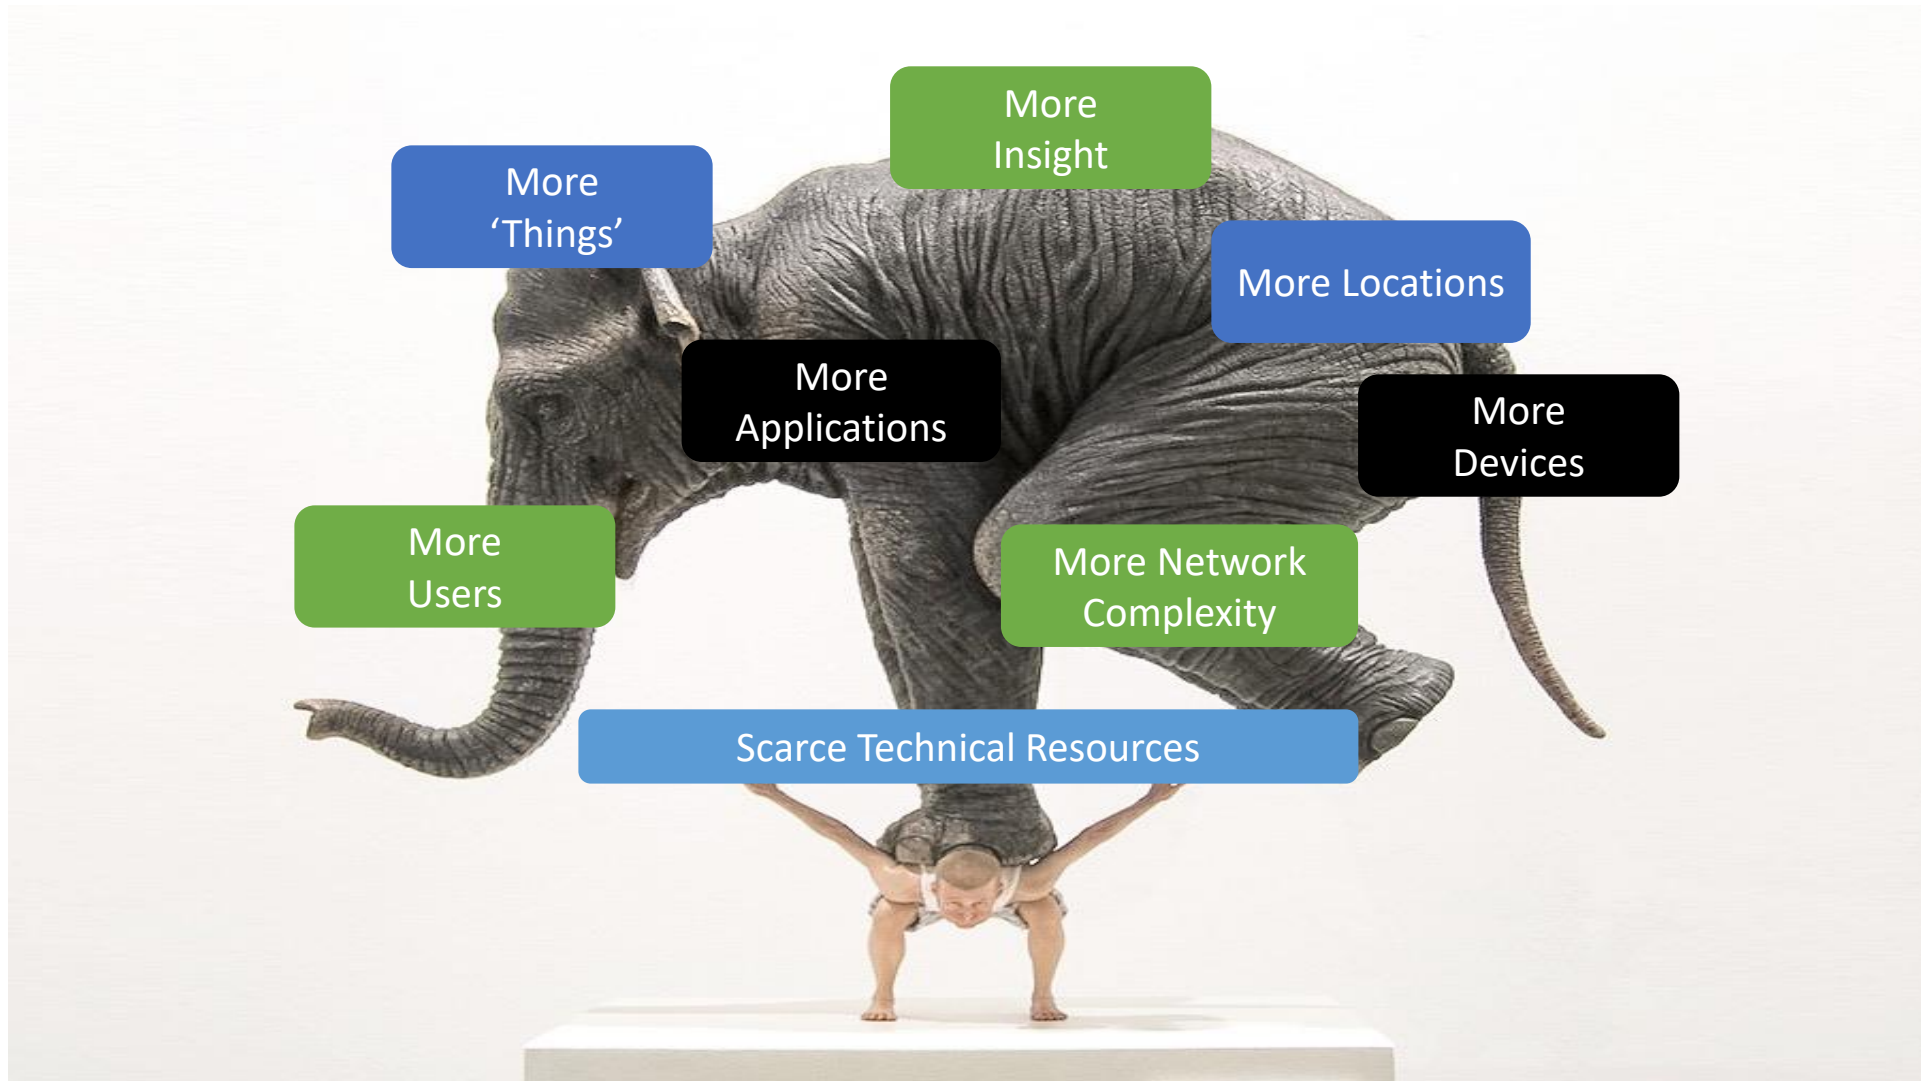 More
Insight
More
‘Things’
More Locations
More
Applications
More
Devices
More
Users
More Network
Complexity
Scarce Technical Resources